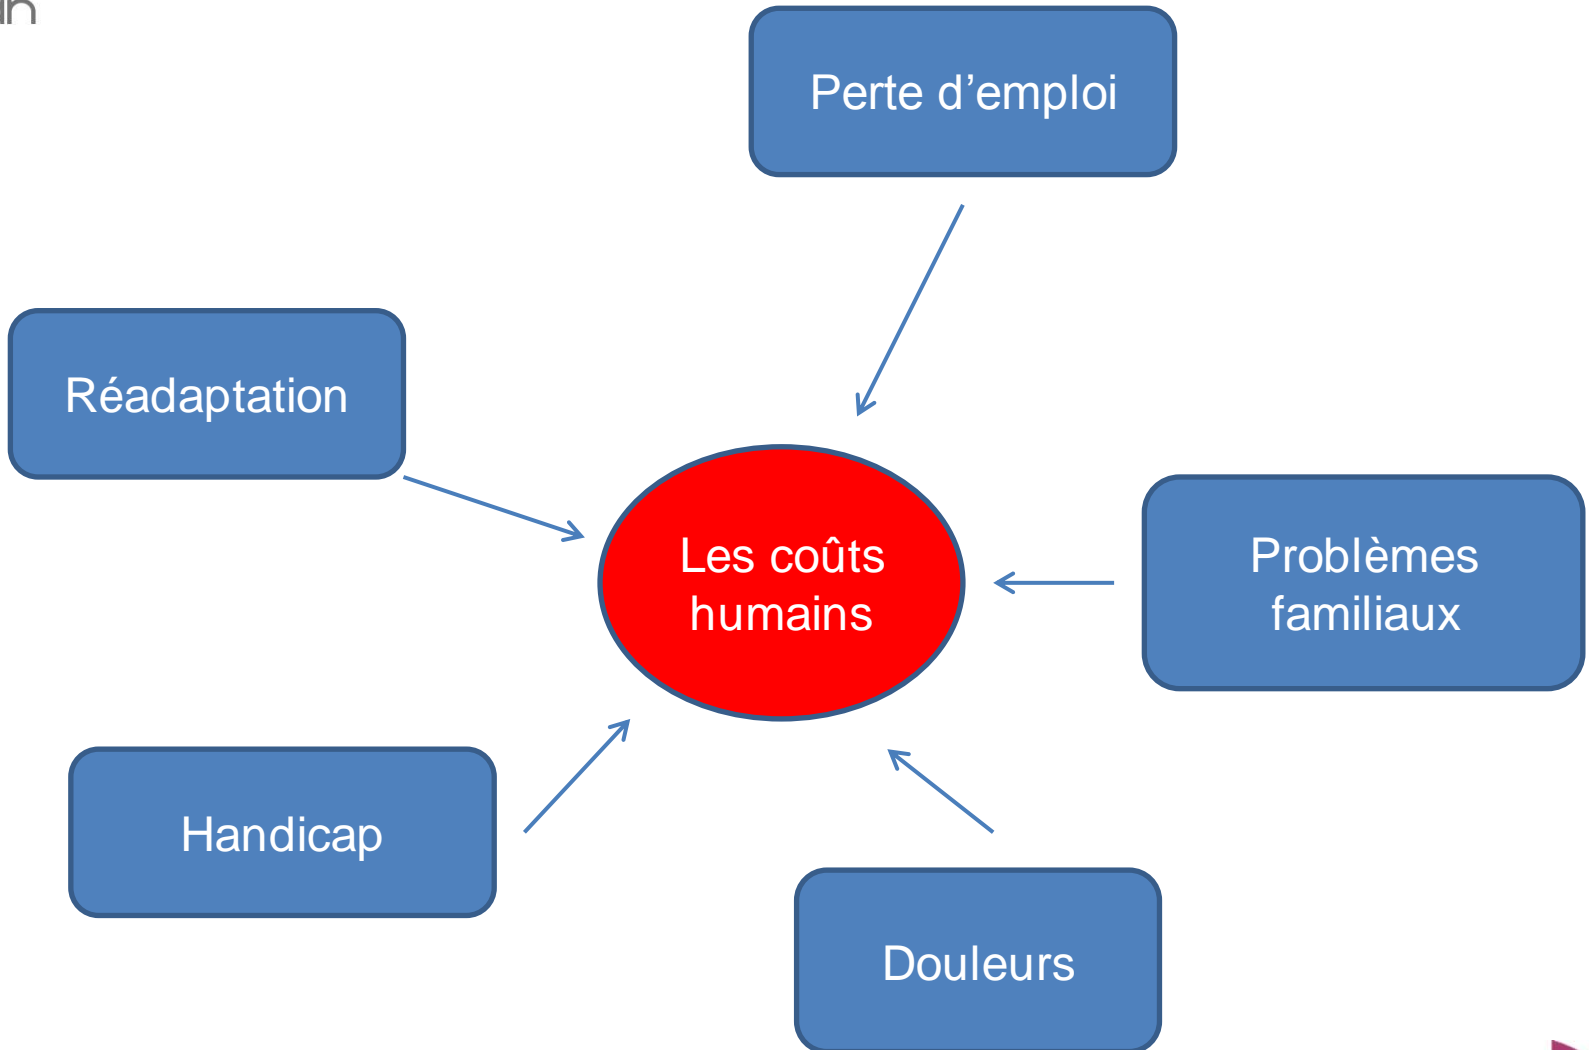 Perte d’emploi
Réadaptation
Les coûts
humains
Problèmes
familiaux
Handicap
Douleurs